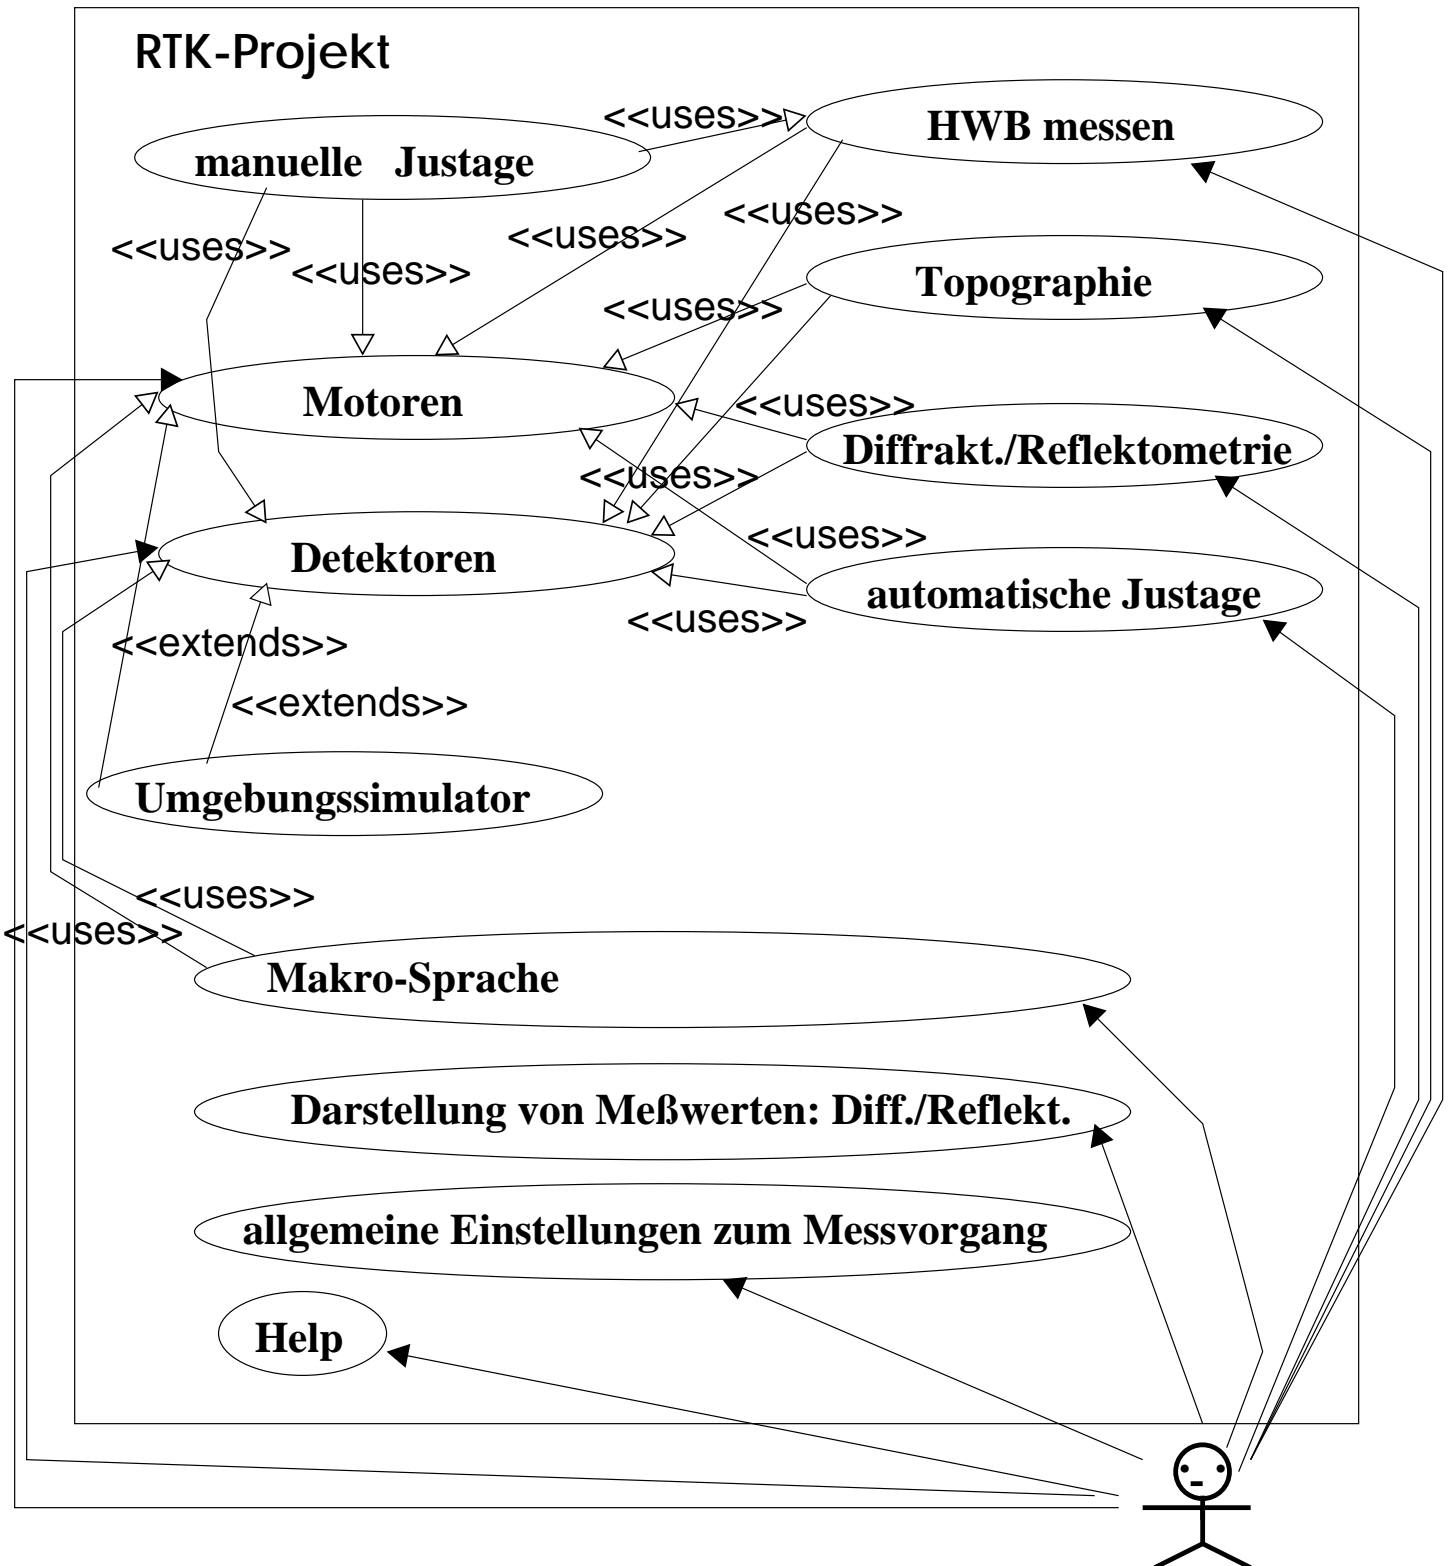 RTK-Projekt
<<uses>>
HWB messen
manuelle Justage
<<uses>>
<<uses>>
<<uses>>
<<uses>>
Topographie
<<uses>>
Motoren
<<uses>>
Diffrakt./Reflektometrie
<<uses>>
<<uses>>
Detektoren
automatische Justage
<<uses>>
<<extends>>
<<extends>>
Umgebungssimulator
<<uses>>
<<uses>>
Makro-Sprache
Darstellung von Meßwerten: Diff./Reflekt.
allgemeine Einstellungen zum Messvorgang
Help